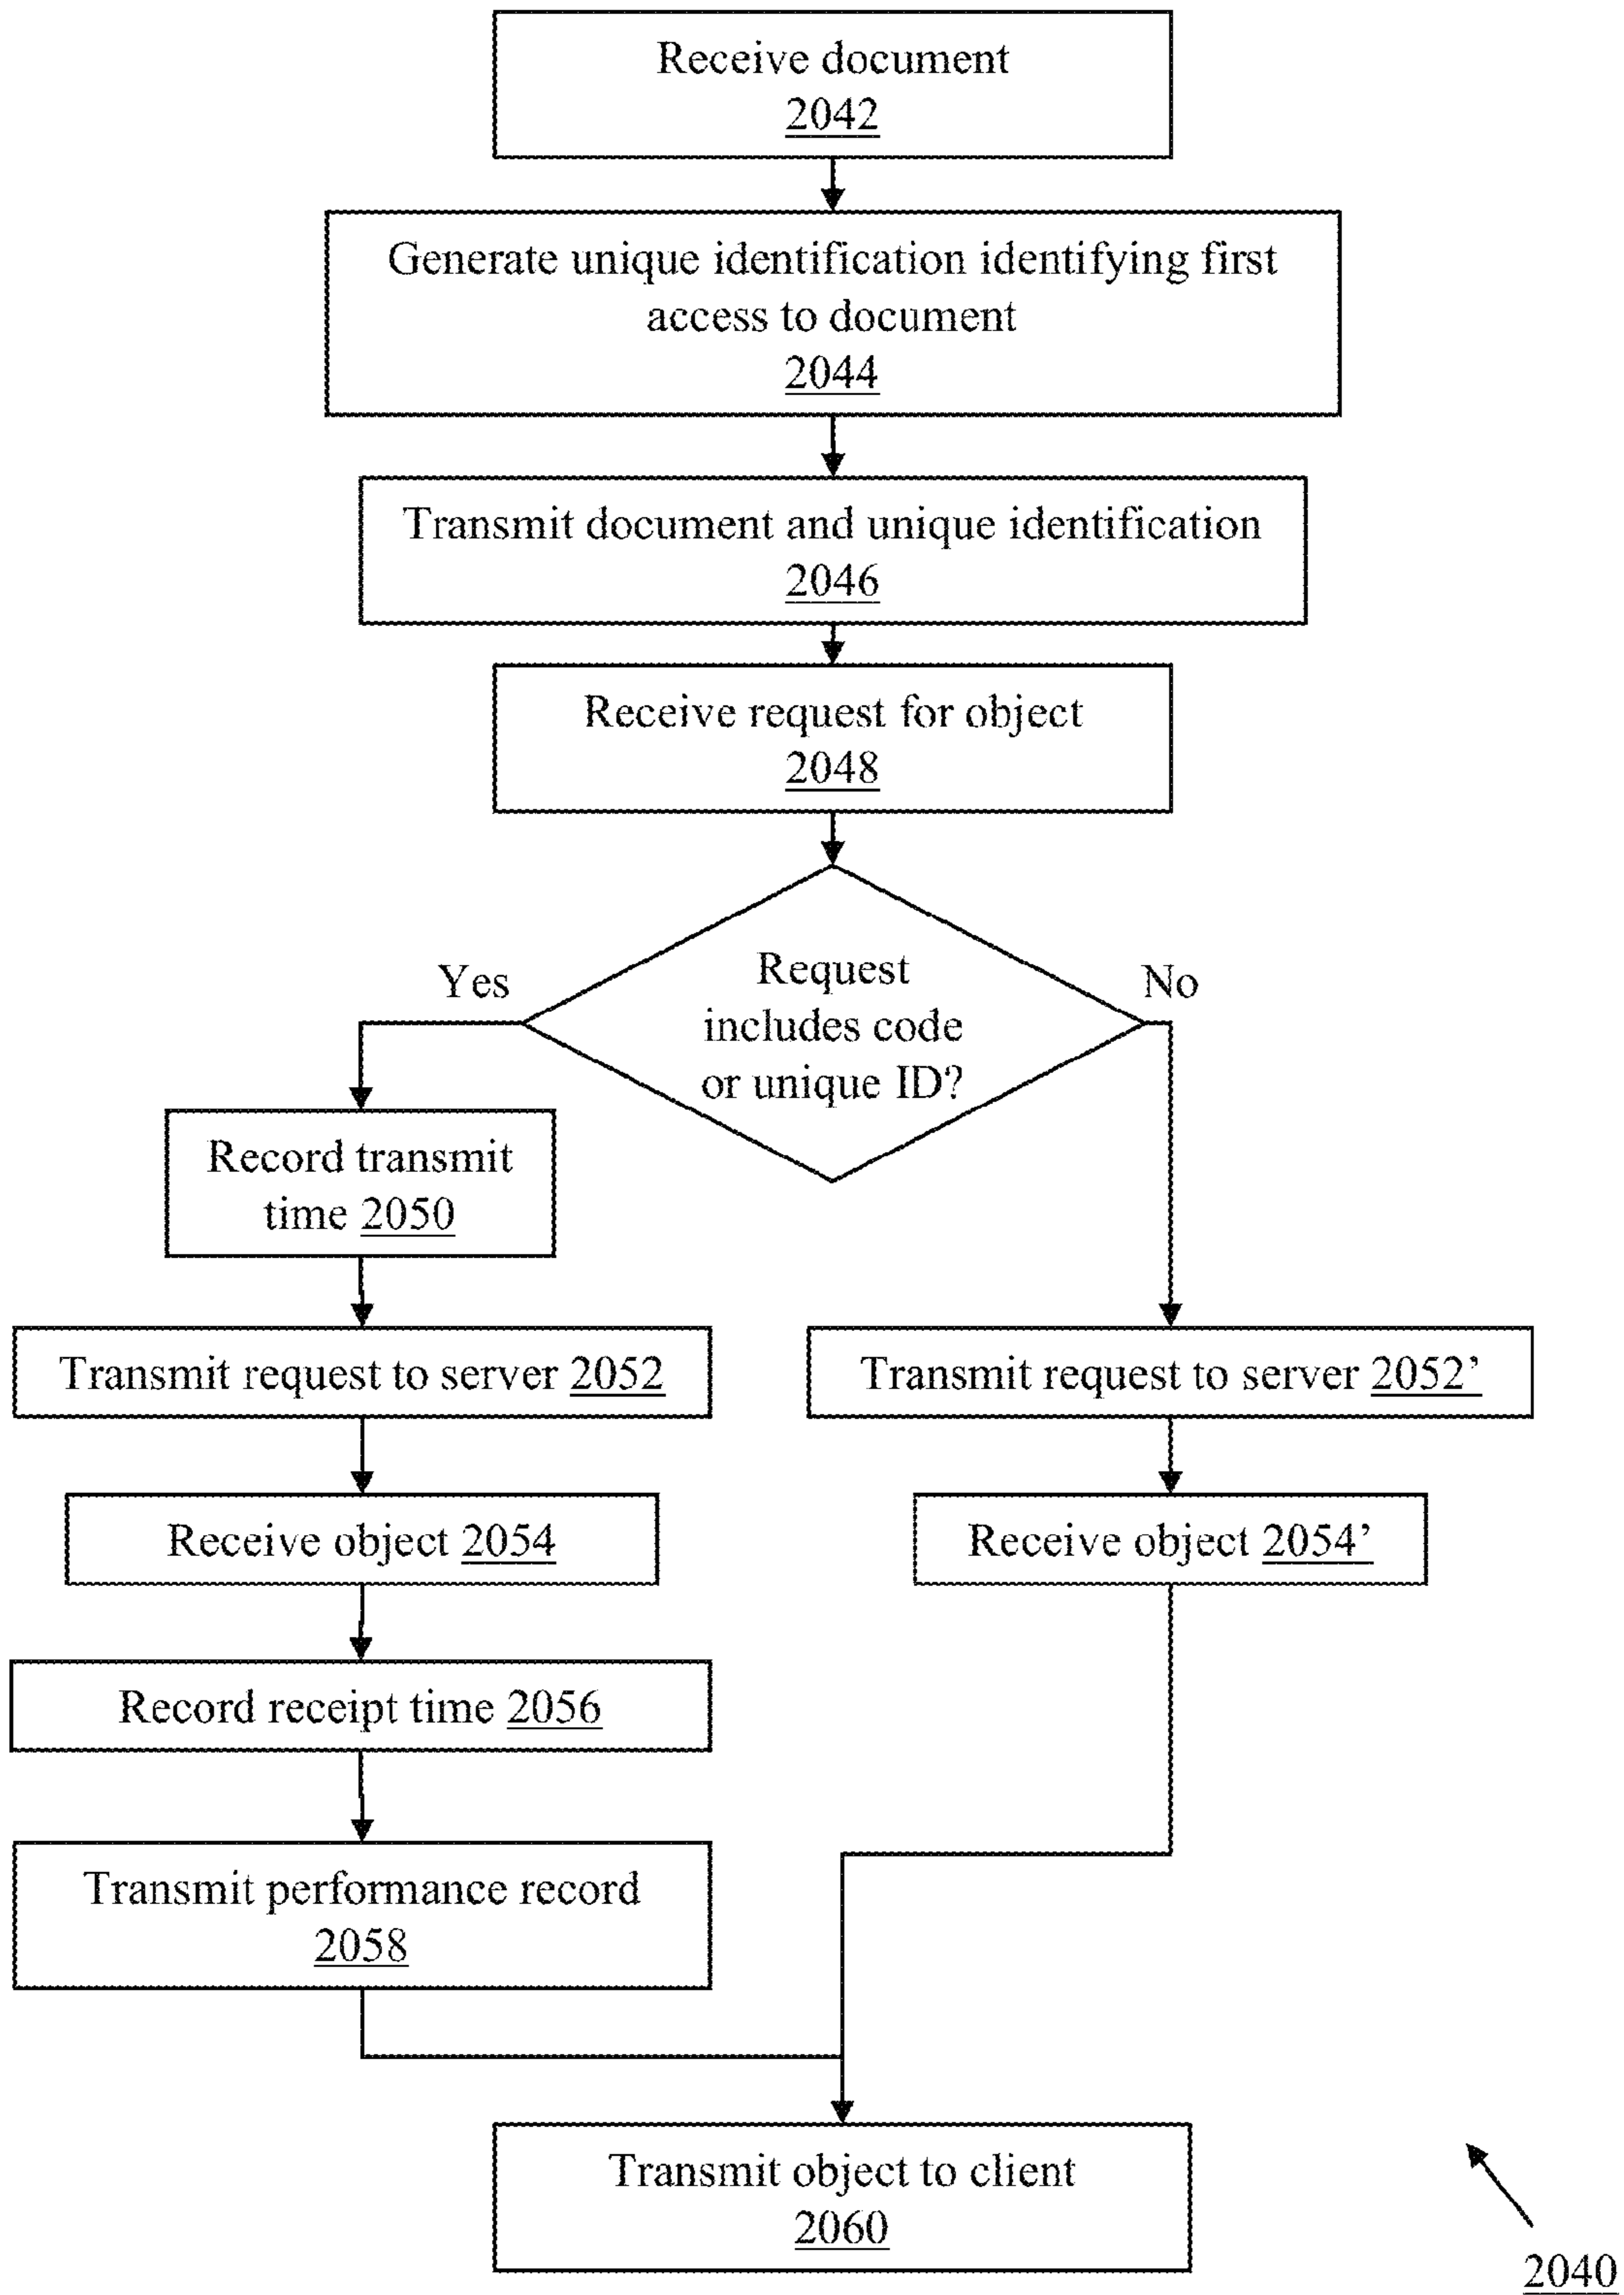 Receive document
2042
Generate unique identification identifying first
access to document
2044
Transmit document and unique identification
2046
Receive request for object
2048
Yes
No
Request
includes code
or unique ID?
Record transmit
time 2050
Transmit request to server 2052
Transmit request to server 2052’
Receive object 2054
Receive object 2054’
Record receipt time 2056
Transmit performance record
2058
Transmit object to client
2060
2040